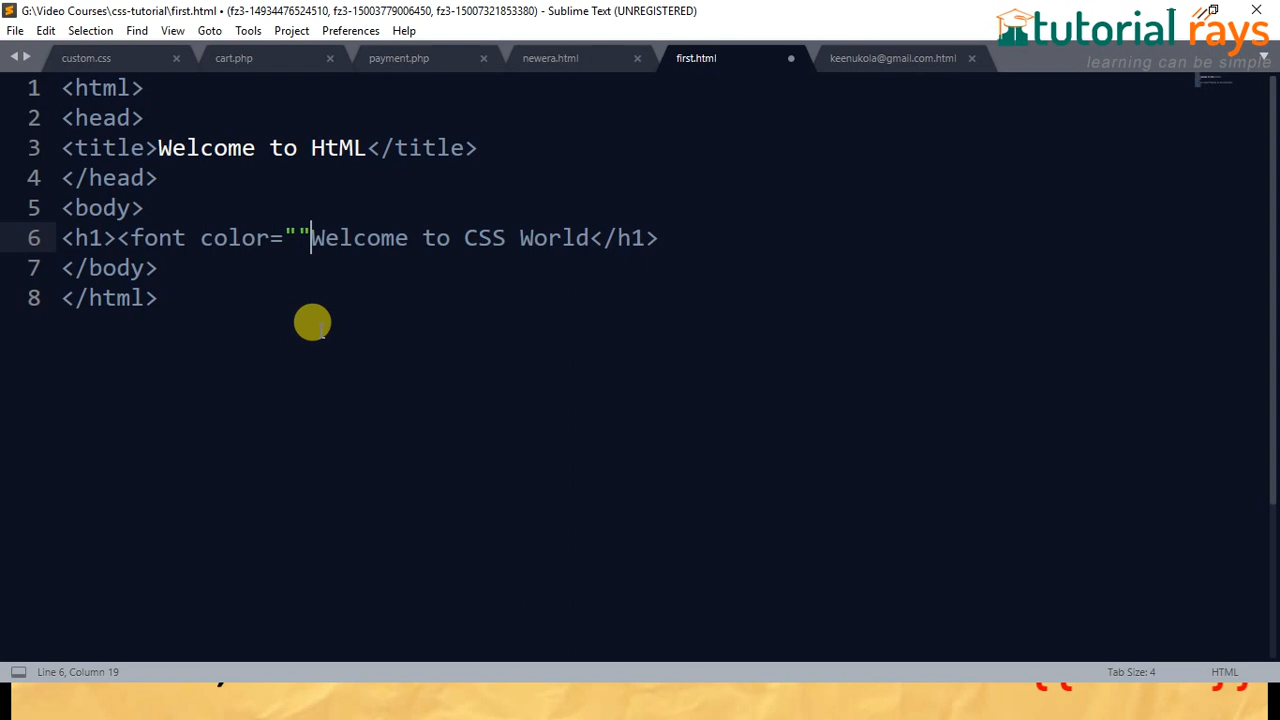 G:\Video Courses\css-tutorial\first.html • (fz3-14934476524510, fz3-15003779006450, fz3-15007321853380) - Sublime Text (UNREGISTERED)
File Edit Selection Find View Goto Tools Project Preferences Help
tutorial rays
learning can be simple
custom.css cart.php payment.php newera.html first.html keenukola@gmail.com.html
1 <html>
2 <head>
3 <title>Welcome to HtML</title>
4 </head>
5 <body>
6 <h1><font color=""Welcome to CSS World</h1>
7 </body>
8 </html>
Line 6, Column 19 Tab Size: 4 HTML